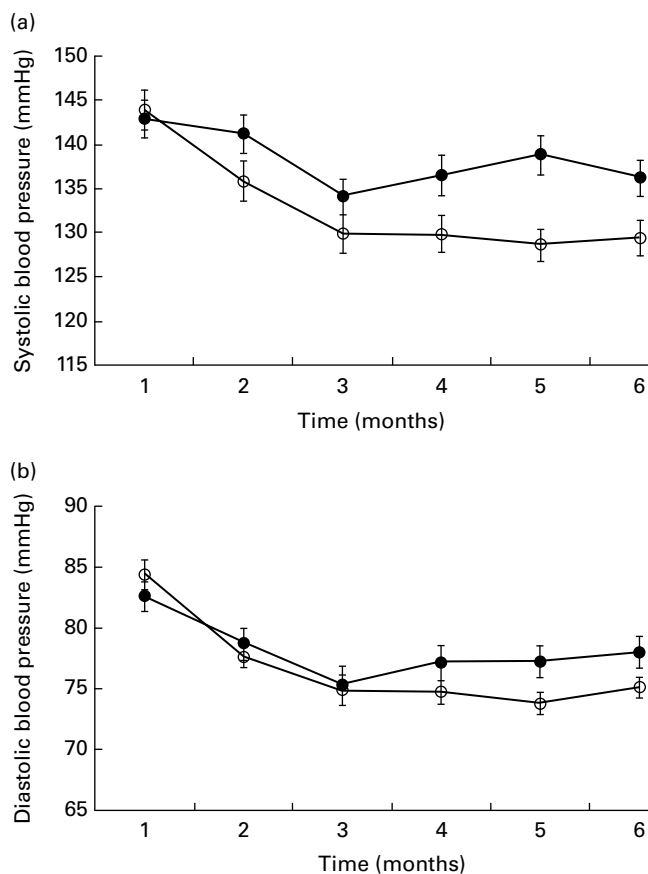 (a)
Systolic blood pressure (mmHg)
150
145
140
135
130
125
120
115
1 2 3 4 5 6
Time (months)
(b)
Diastolic blood pressure (mmHg)
90
85
80
75
70
65
1 2 3 4 5 6
Time (months)